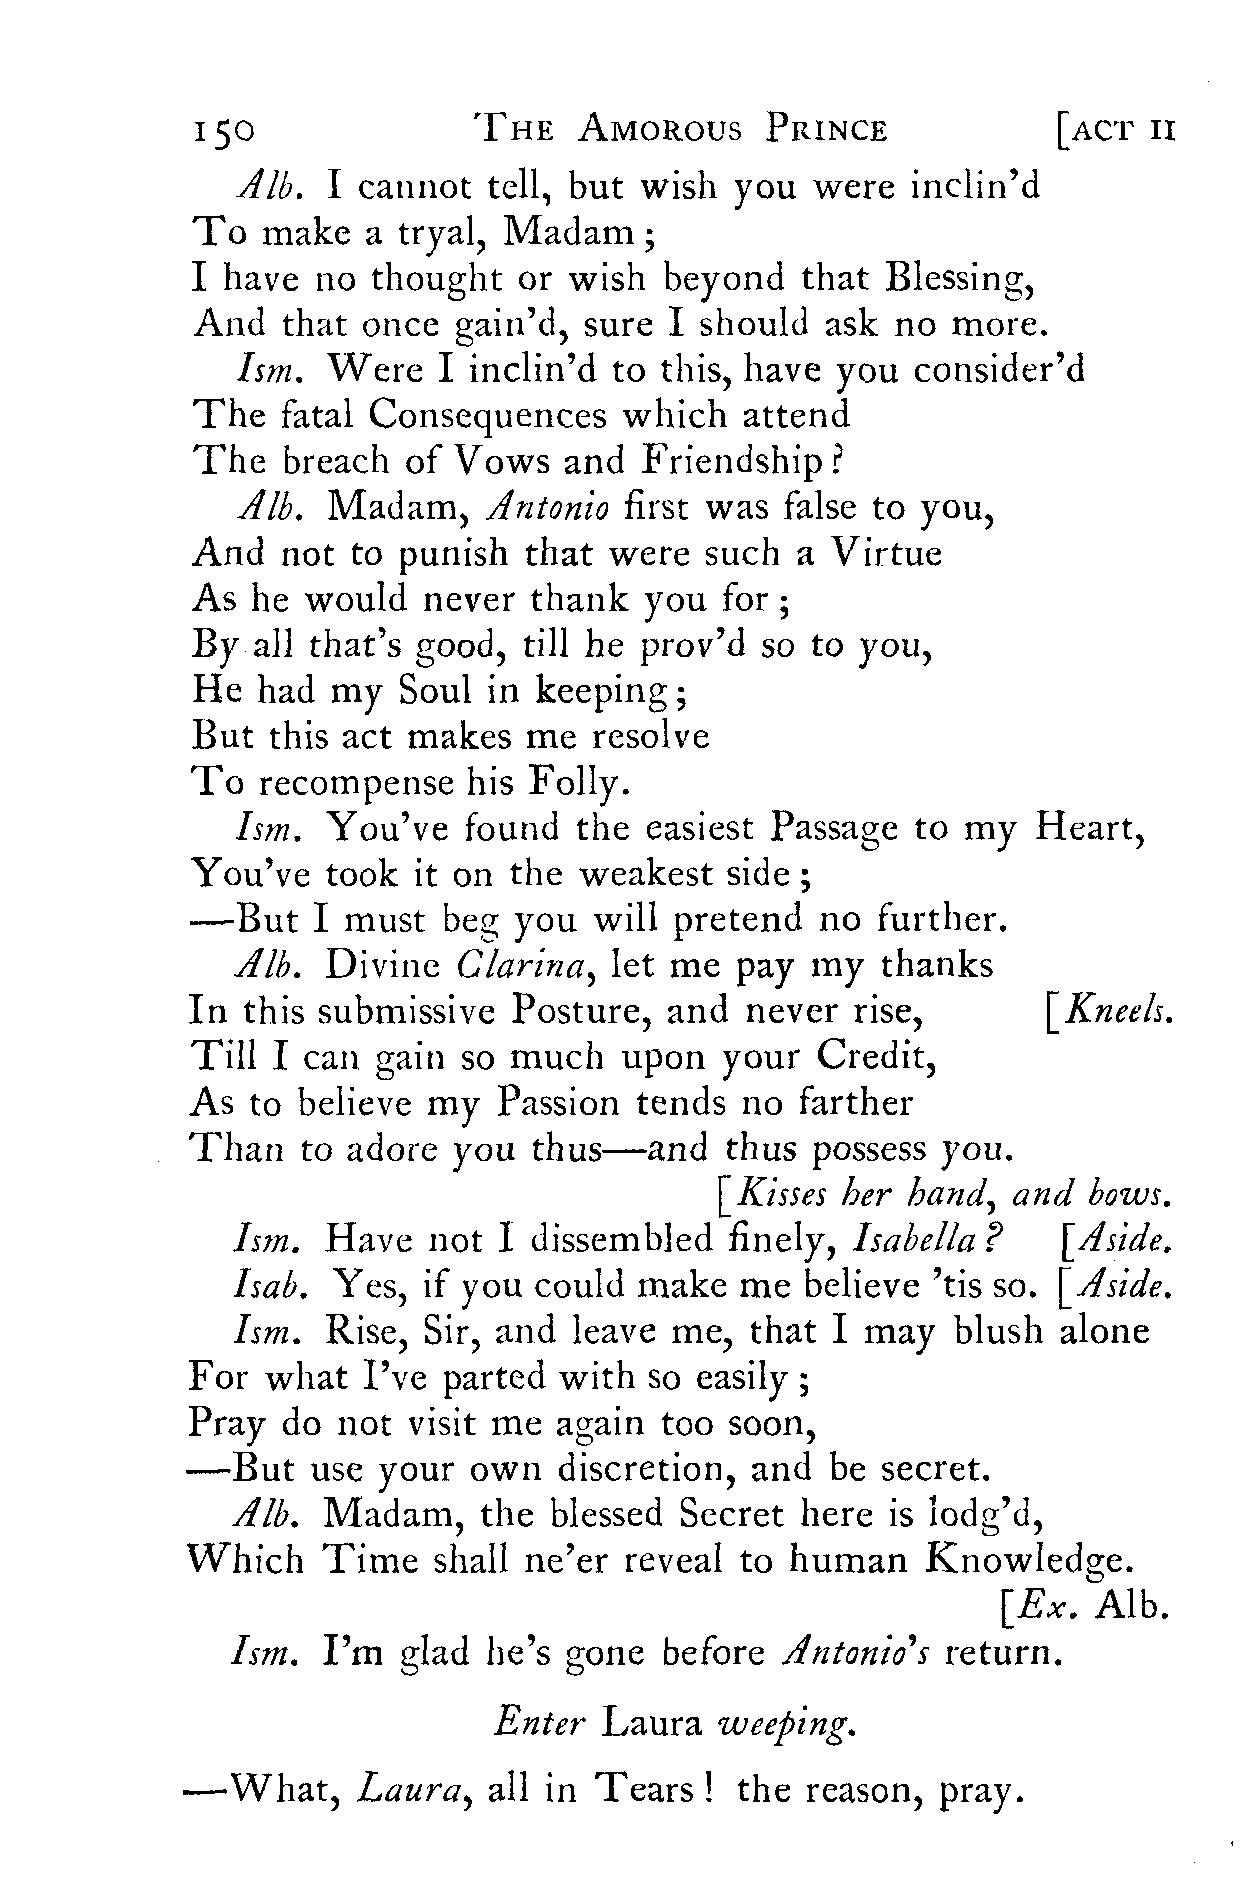 150 THE AMOROUS PRINCE [ACT II
Alb. I cannot tell, but wish you were inclin'd
To make a tryal, Madam;
I have no thought or wish beyond that Blessing,
And that once gain'd, sure I should ask no more.
Ism. Were I inclin'd to this, have you consider'd
The fatal Consequences which attend
The breach of Vows and Friendship?
Alb. Madam, Antonio first was false to you,
And not to punish that were such a Virtue
As he would never thank you for;
By all that's good, till he prov'd so to you,
He had my Soul in keeping;
But this act makes me resolve
To recompense his Folly.
Ism. You've found the easiest Passage to my Heart,
You've took it on the weakest side;
—But I must beg you will pretend no further.
Alb. Divine Clarina, let me pay my thanks
In this submissive Posture, and never rise, [Kneels.
Till I can gain so much upon your Credit,
As to believe my Passion tends no farther
Than to adore you thus—and thus possess you.
[Kisses her hand, and bows.
Ism. Have not I dissembled finely, Isabella? [Aside.
Isab. Yes, if you could make me believe 'tis so. [Aside.
Ism. Rise, Sir, and leave me, that I may blush alone
For what I've parted with so easily;
Pray do not visit me again too soon,
—But use your own discretion, and be secret.
Alb. Madam, the blessed Secret here is lodg'd,
Which Time shall ne'er reveal to human Knowledge.
[Ex. Alb.
Ism. I'm glad he's gone before Antonio's return.
Enter Laura weeping.
—What, Laura, all in Tears! the reason, pray.